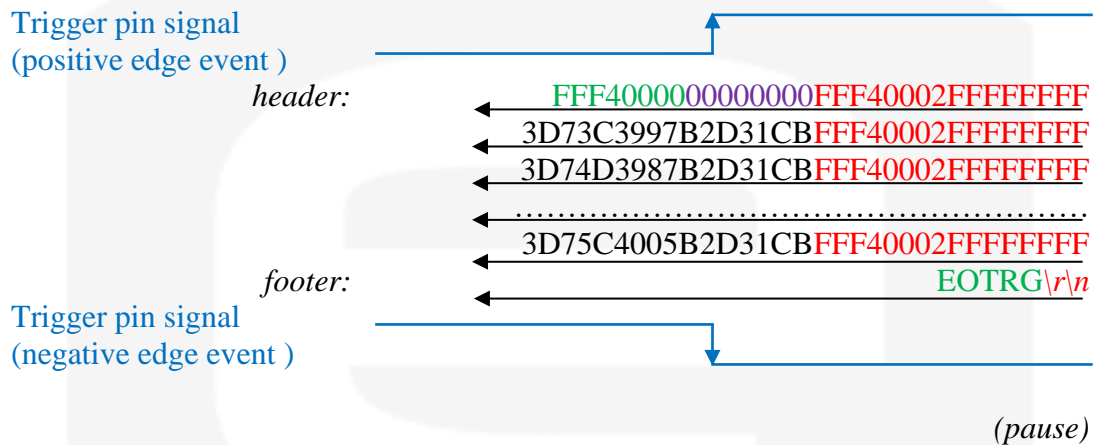 Trigger pin signal
(positive edge event )
header:
FFF4000000000000FFF40002FFFFFFFF
3D73C3997B2D31CBFFF40002FFFFFFFF
3D74D3987B2D31CBFFF40002FFFFFFFF
……………………………………………….
3D75C4005B2D31CBFFF40002FFFFFFFF
footer:
EOTRG\r\n
Trigger pin signal
(negative edge event )
(pause)